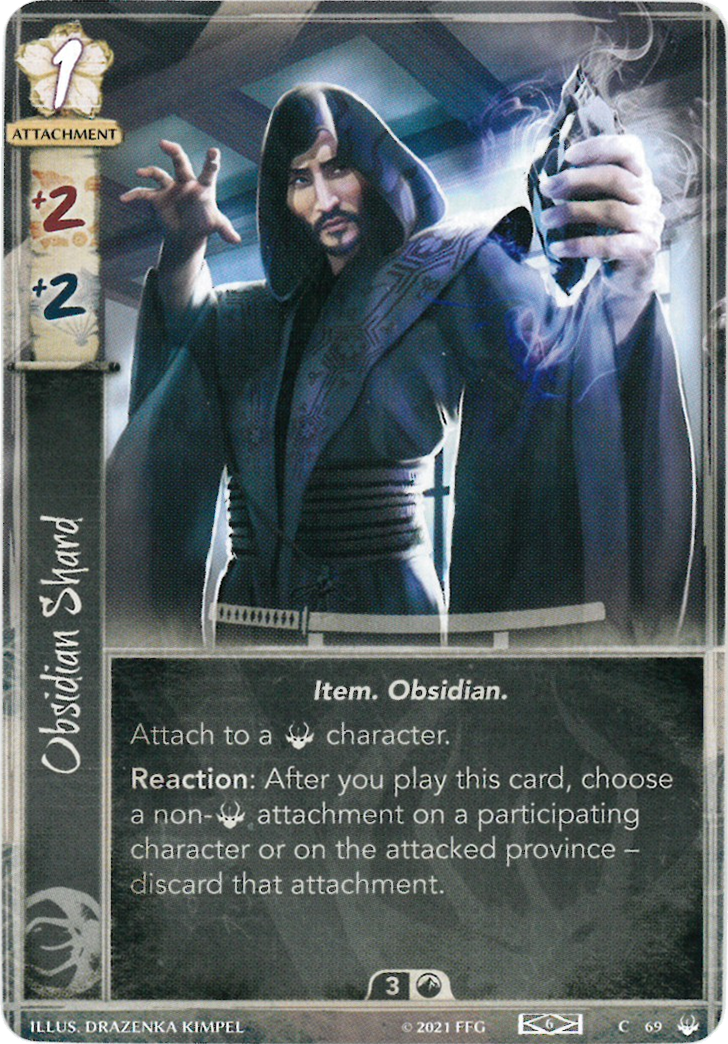 1
ATTACHMENT
+2
+2
Obsidian Shard
Item. Obsidian.
Attach to a character.
Reaction: After you play this card, choose
a non- attachment on a participating
character or on the attacked province –
discard that attachment.
3
ILLUS. DRAZENKA KIMPEL
© 2021 FFG
6
C 69